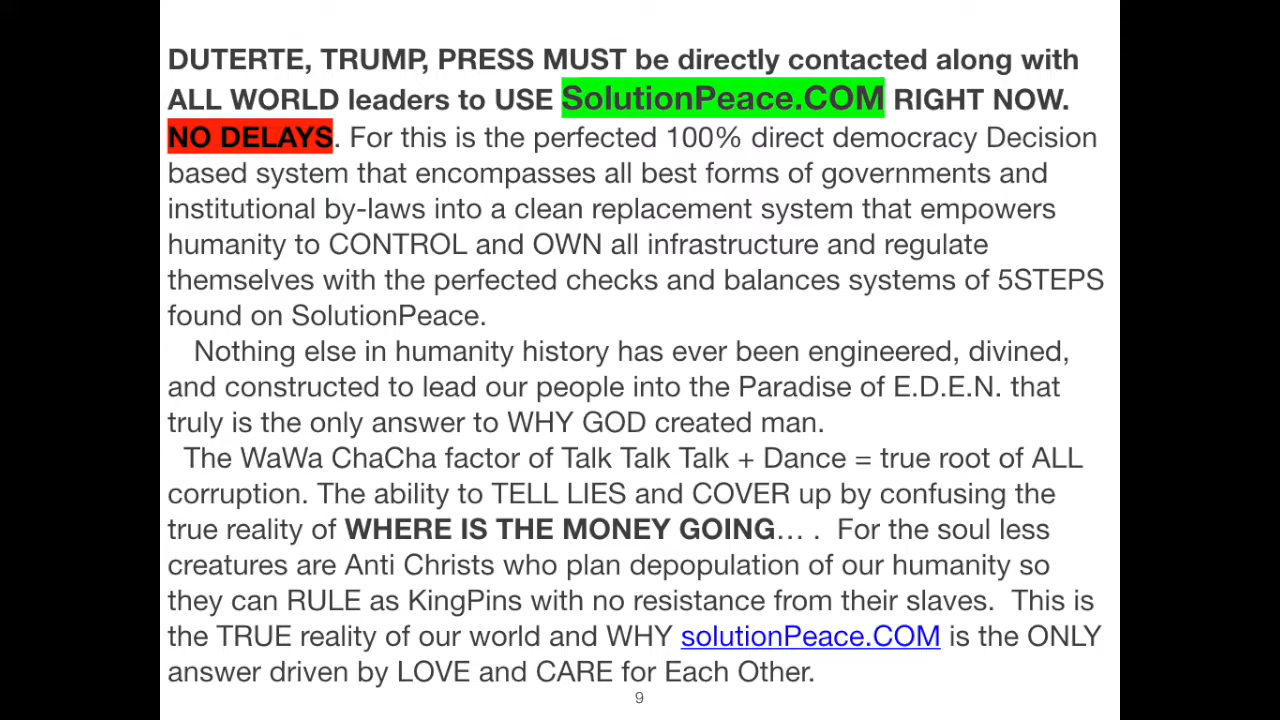 DUTERTE, TRUMP, PRESS MUST be directly contacted along with
ALL WORLD leaders to USE SolutionPeace.COM RIGHT NOW.
NO DELAYS. For this is the perfected 100% direct democracy Decision
based system that encompasses all best forms of governments and
institutional by-laws into a clean replacement system that empowers
humanity to CONTROL and OWN all infrastructure and regulate
themselves with the perfected checks and balances systems of 5STEPS
found on SolutionPeace.
Nothing else in humanity history has ever been engineered, divined,
and constructed to lead our people into the Paradise of E.D.E.N. that
truly is the only answer to WHY GOD created man.
The WaWa ChaCha factor of Talk Talk Talk + Dance = true root of ALL
corruption. The ability to TELL LIES and COVER up by confusing the
true reality of WHERE IS THE MONEY GOING... . For the soul less
creatures are Anti Christs who plan depopulation of our humanity so
they can RULE as KingPins with no resistance from their slaves. This is
the TRUE reality of our world and WHY solutionPeace.COM is the ONLY
answer driven by LOVE and CARE for Each Other.
9